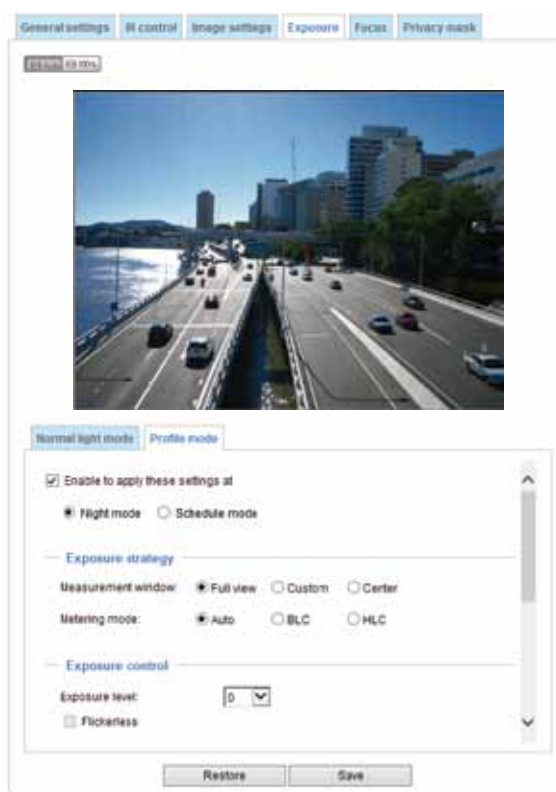 General settings IR control Image settings Exposure Focus Privacy mask
Normal light mode Profile mode
Enable to apply these settings at
Night mode Schedule mode
Exposure strategy
Measurement window: Full view Custom Center
Metering mode: Auto BLC HLC
Exposure control
Exposure level: 0
Flickerless
Restore Save